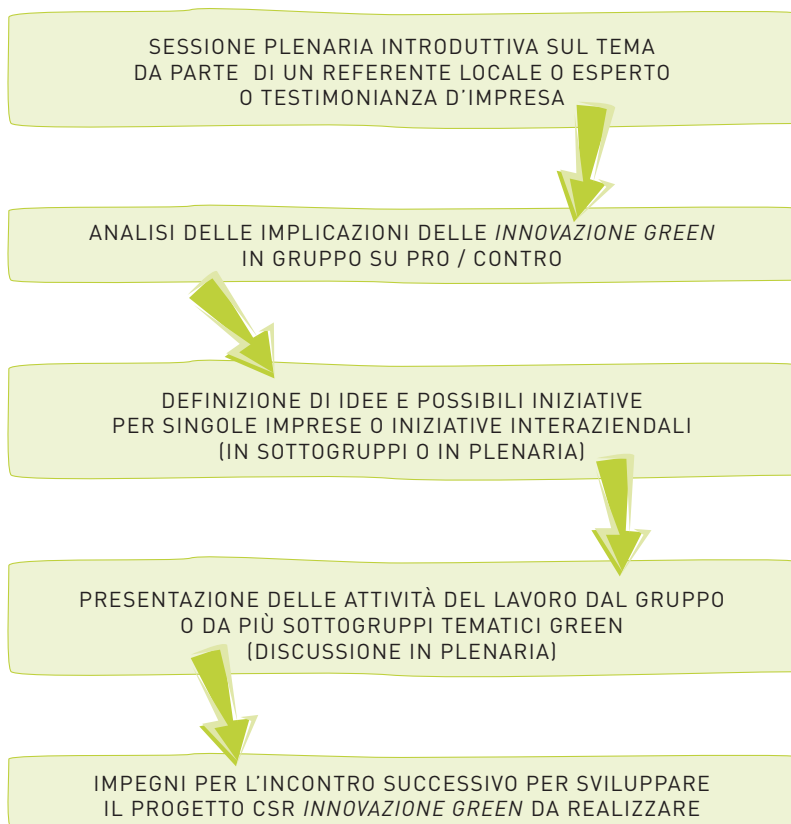 SESSIONE PLENARIA INTRODUTTIVA SUL TEMA
DA PARTE DI UN REFERENTE LOCALE O ESPERTO
O TESTIMONIANZA D'IMPRESA
ANALISI DELLE IMPLICAZIONI DELLE INNOVAZIONE GREEN
IN GRUPPO SU PRO / CONTRO
DEFINIZIONE DI IDEE E POSSIBILI INIZIATIVE
PER SINGOLE IMPRESE O INIZIATIVE INTERAZIENDALI
(IN SOTTOGRUPPI O IN PLENARIA)
PRESENTAZIONE DELLE ATTIVITÀ DEL LAVORO DAL GRUPPO
O DA PIÙ SOTTOGRUPPI TEMATICI GREEN
(DISCUSSIONE IN PLENARIA)
IMPEGNI PER L'INCONTRO SUCCESSIVO PER SVILUPPARE
IL PROGETTO CSR INNOVAZIONE GREEN DA REALIZZARE